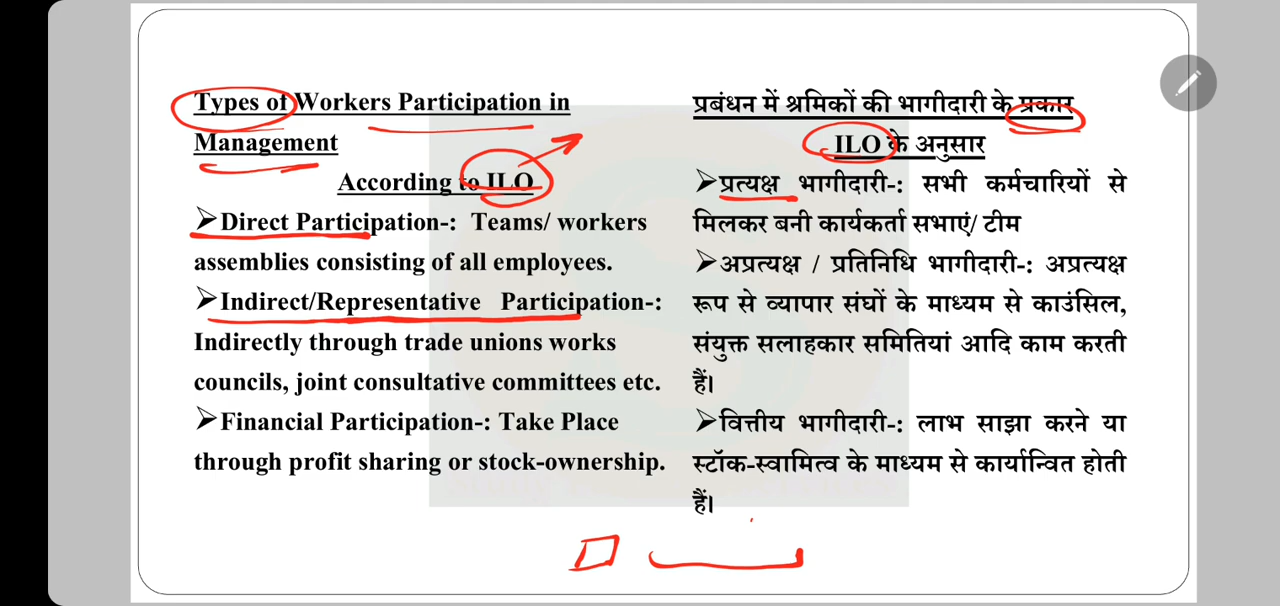 Types of Workers Participation in
Management
According to ILO
➢Direct Participation-: Teams/ workers
assemblies consisting of all employees.
➢Indirect/Representative Participation-:
Indirectly through trade unions works
councils, joint consultative committees etc.
➢Financial Participation-: Take Place
through profit sharing or stock-ownership.
प्रबंधन में श्रमिकों की भागीदारी के प्रकार
ILO के अनुसार
➢प्रत्यक्ष भागीदारी-: सभी कर्मचारियों से
मिलकर बनी कार्यकर्ता सभाएं/ टीम
➢अप्रत्यक्ष / प्रतिनिधि भागीदारी-: अप्रत्यक्ष
रूप से व्यापार संघों के माध्यम से काउंसिल,
संयुक्त सलाहकार समितियां आदि काम करती
हैं।
➢वित्तीय भागीदारी-: लाभ साझा करने या
स्टॉक-स्वामित्व के माध्यम से कार्यान्वित होती
हैं।